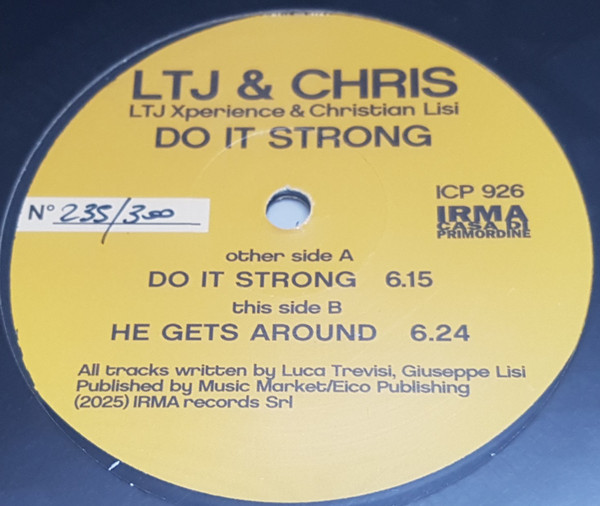 LTJ & CHRIS
LTJ Xperience & Christian Lisi
DO IT STRONG
ICP 926
N° 235/300
IRMA
CASA DI
PRIMORDINE
other side A
DO IT STRONG 6.15
this side B
HE GETS AROUND 6.24
All tracks written by Luca Trevisi, Giuseppe Lisi
Published by Music Market/Eico Publishing
(2025) IRMA records Srl